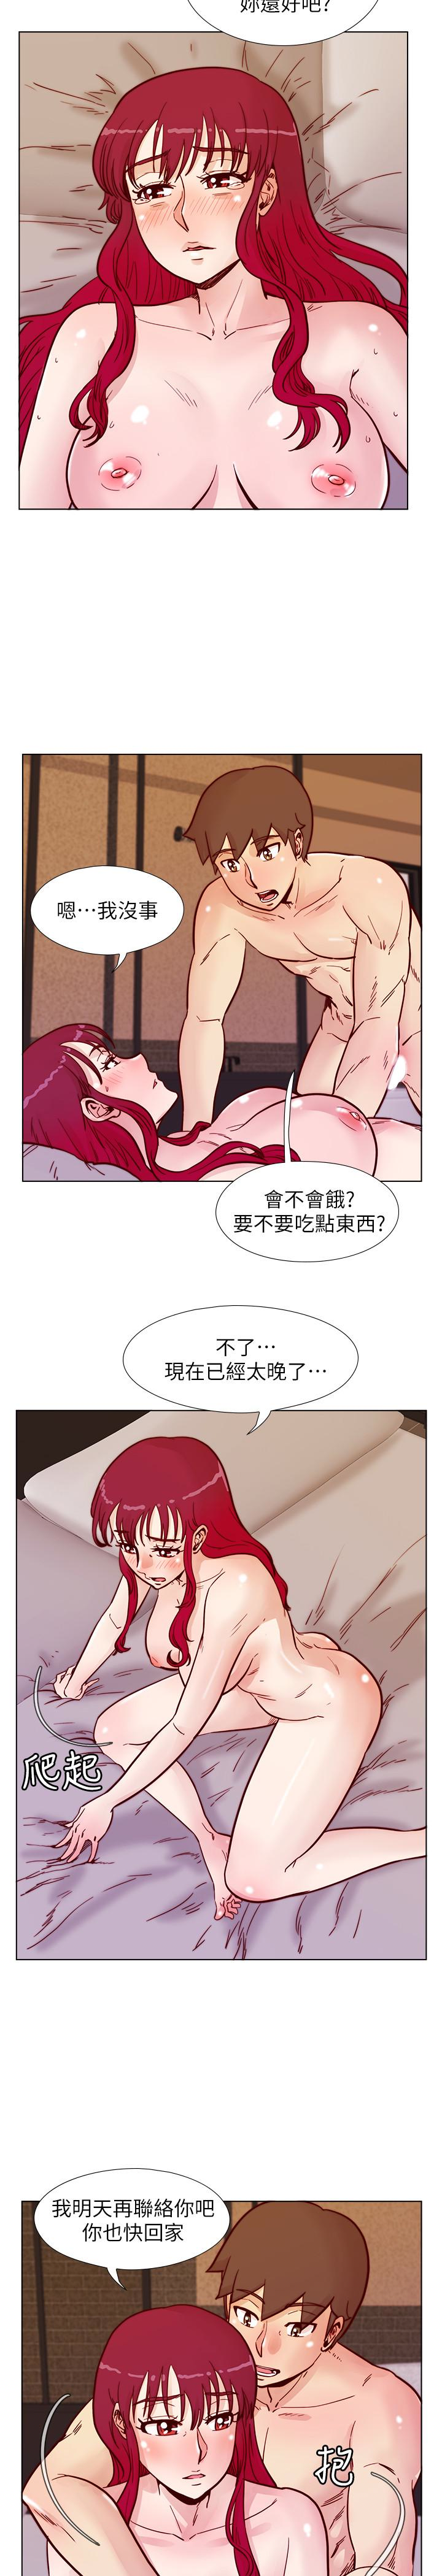 妳還好吧?
嗯⋯我沒事
會不會餓?
要不要吃點東西?
不了⋯
現在已經太晚了⋯
爬起
我明天再聯絡你吧
你也快回家
抱